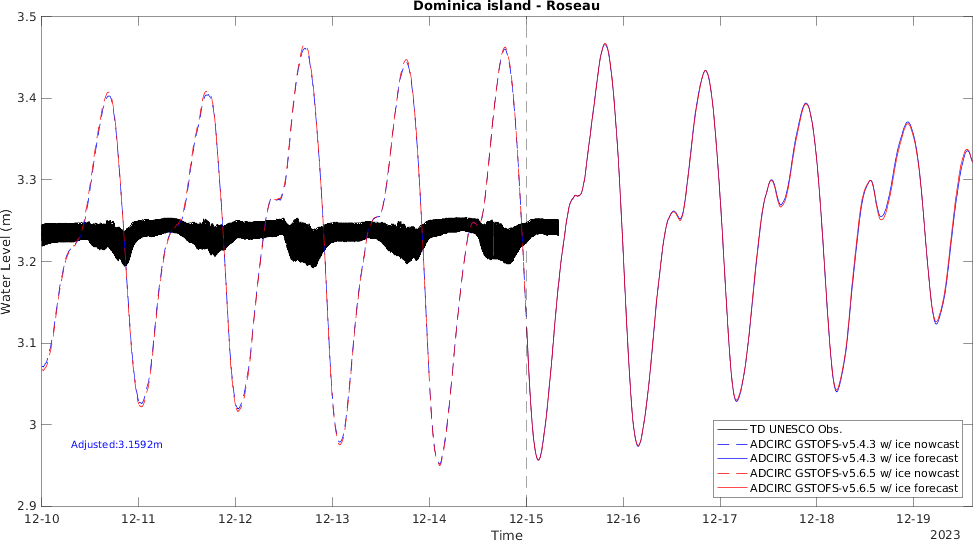 Dominica island - Roseau
3.5
3.4
3.3
3.2
3.1
3
2.9
Water Level (m)
Adjusted:3.1592m
TD UNESCO Obs.
ADCIRC GSTOFS-v5.4.3 w/ ice nowcast
ADCIRC GSTOFS-v5.4.3 w/ ice forecast
ADCIRC GSTOFS-v5.6.5 w/ ice nowcast
ADCIRC GSTOFS-v5.6.5 w/ ice forecast
12-10 12-11 12-12 12-13 12-14 12-15 12-16 12-17 12-18 12-19
Time
2023